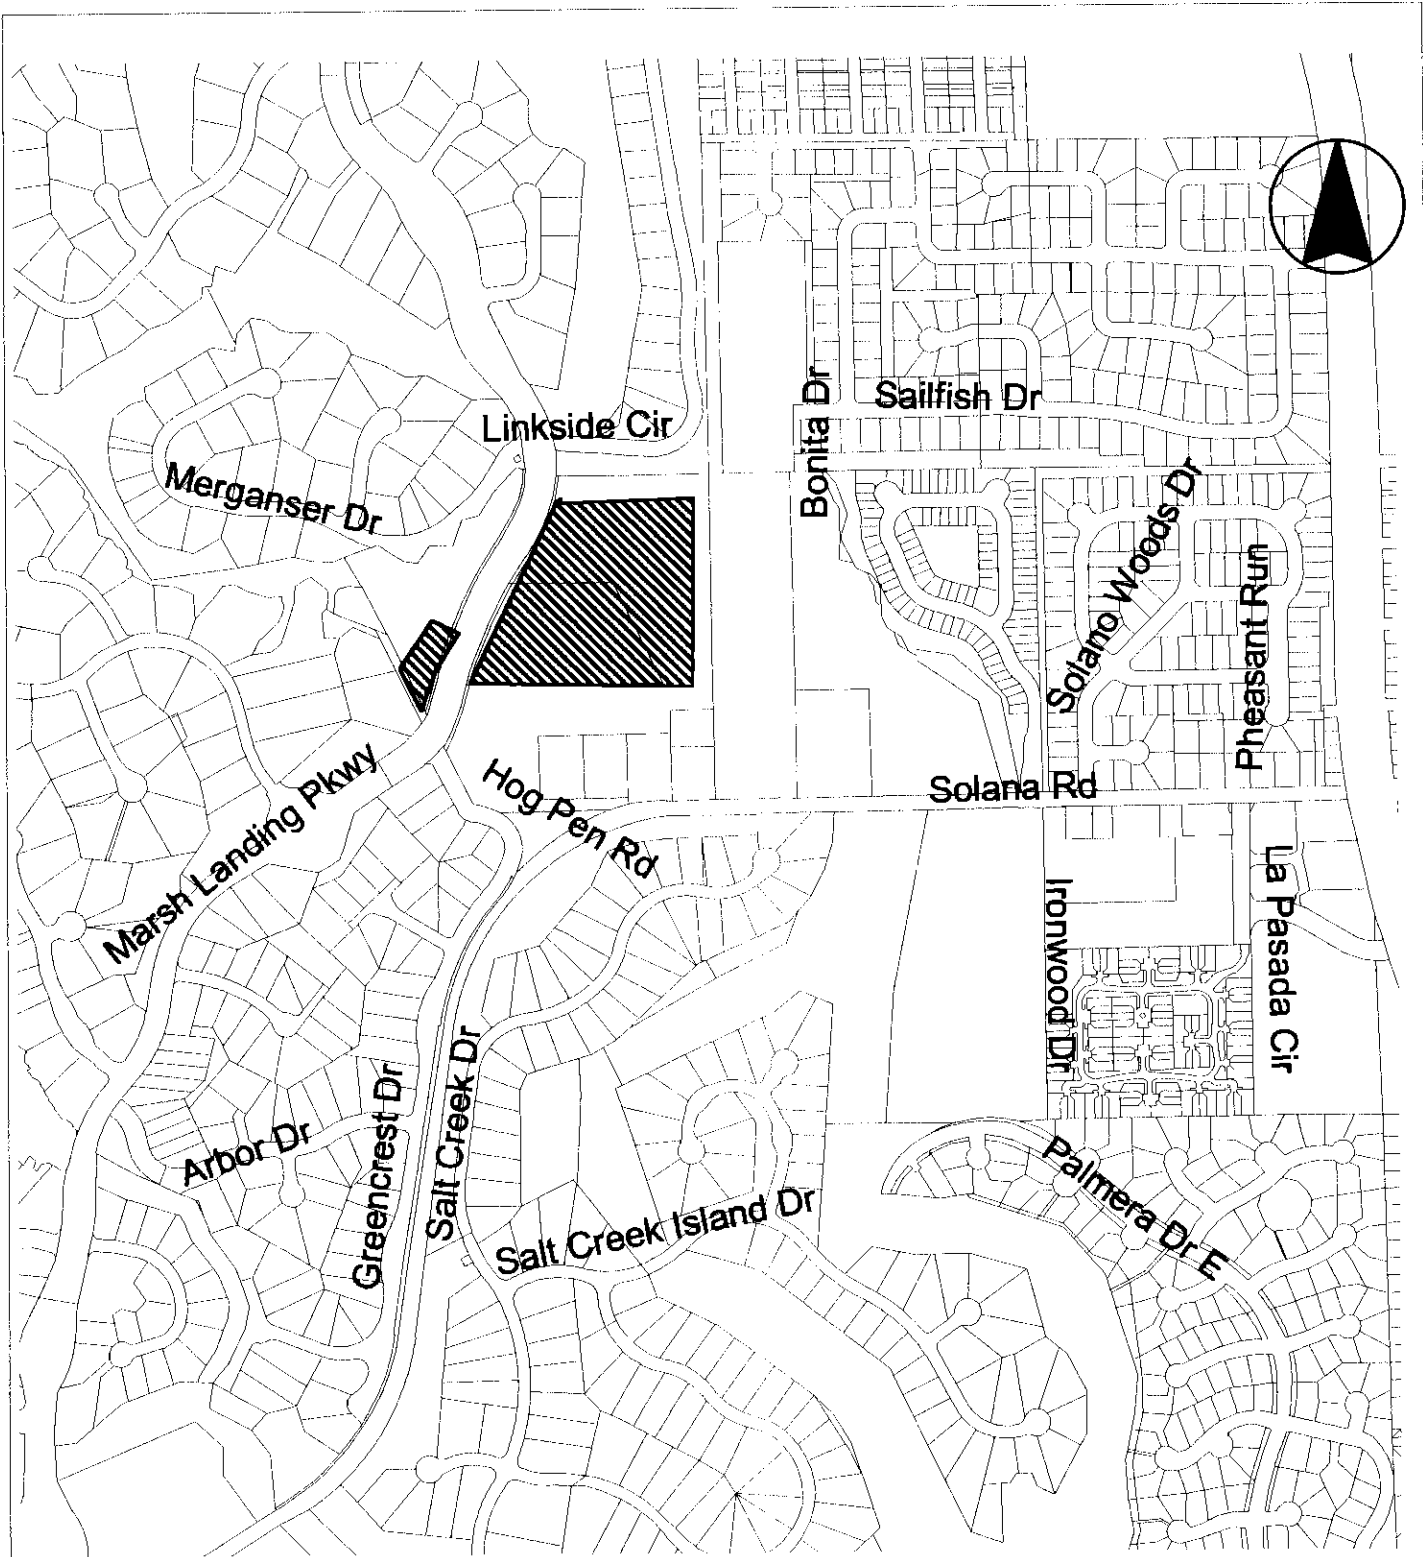 Sailfish Dr
Linkside Cir
Bonita Dr
Merganser Dr
Solano Woods Dr
Pheasant Run
Hog Pen Rd
Marsh Landing Pkwy
Solana Rd
La Pasada Cir
Ironwood Dr
Salt Creek Dr
Greencrest Dr
Arbor Dr
Palmera Dr E
Salt Creek Island Dr